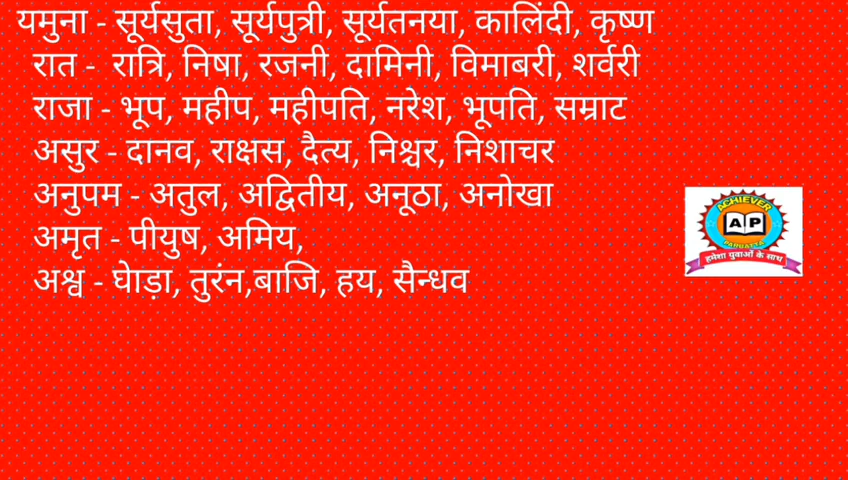 यमुना - सूर्यसुता, सूर्यपुत्री, सूर्यतनया, कालिंदी, कृष्ण
रात - रात्रि, निषा, रजनी, दामिनी, विमाबरी, शर्वरी
राजा - भूप, महीप, महीपति, नरेश, भूपति, सम्राट
असुर - दानव, राक्षस, दैत्य, निश्चर, निशाचर
अनुपम - अतुल, अद्वितीय, अनूठा, अनोखा
अमृत - पीयुष, अमिय,
अश्व - घेाड़ा, तुरंन,बाजि, हय, सैन्धव
ACHIEVER
AP
हमेशा युवाओं के साथ